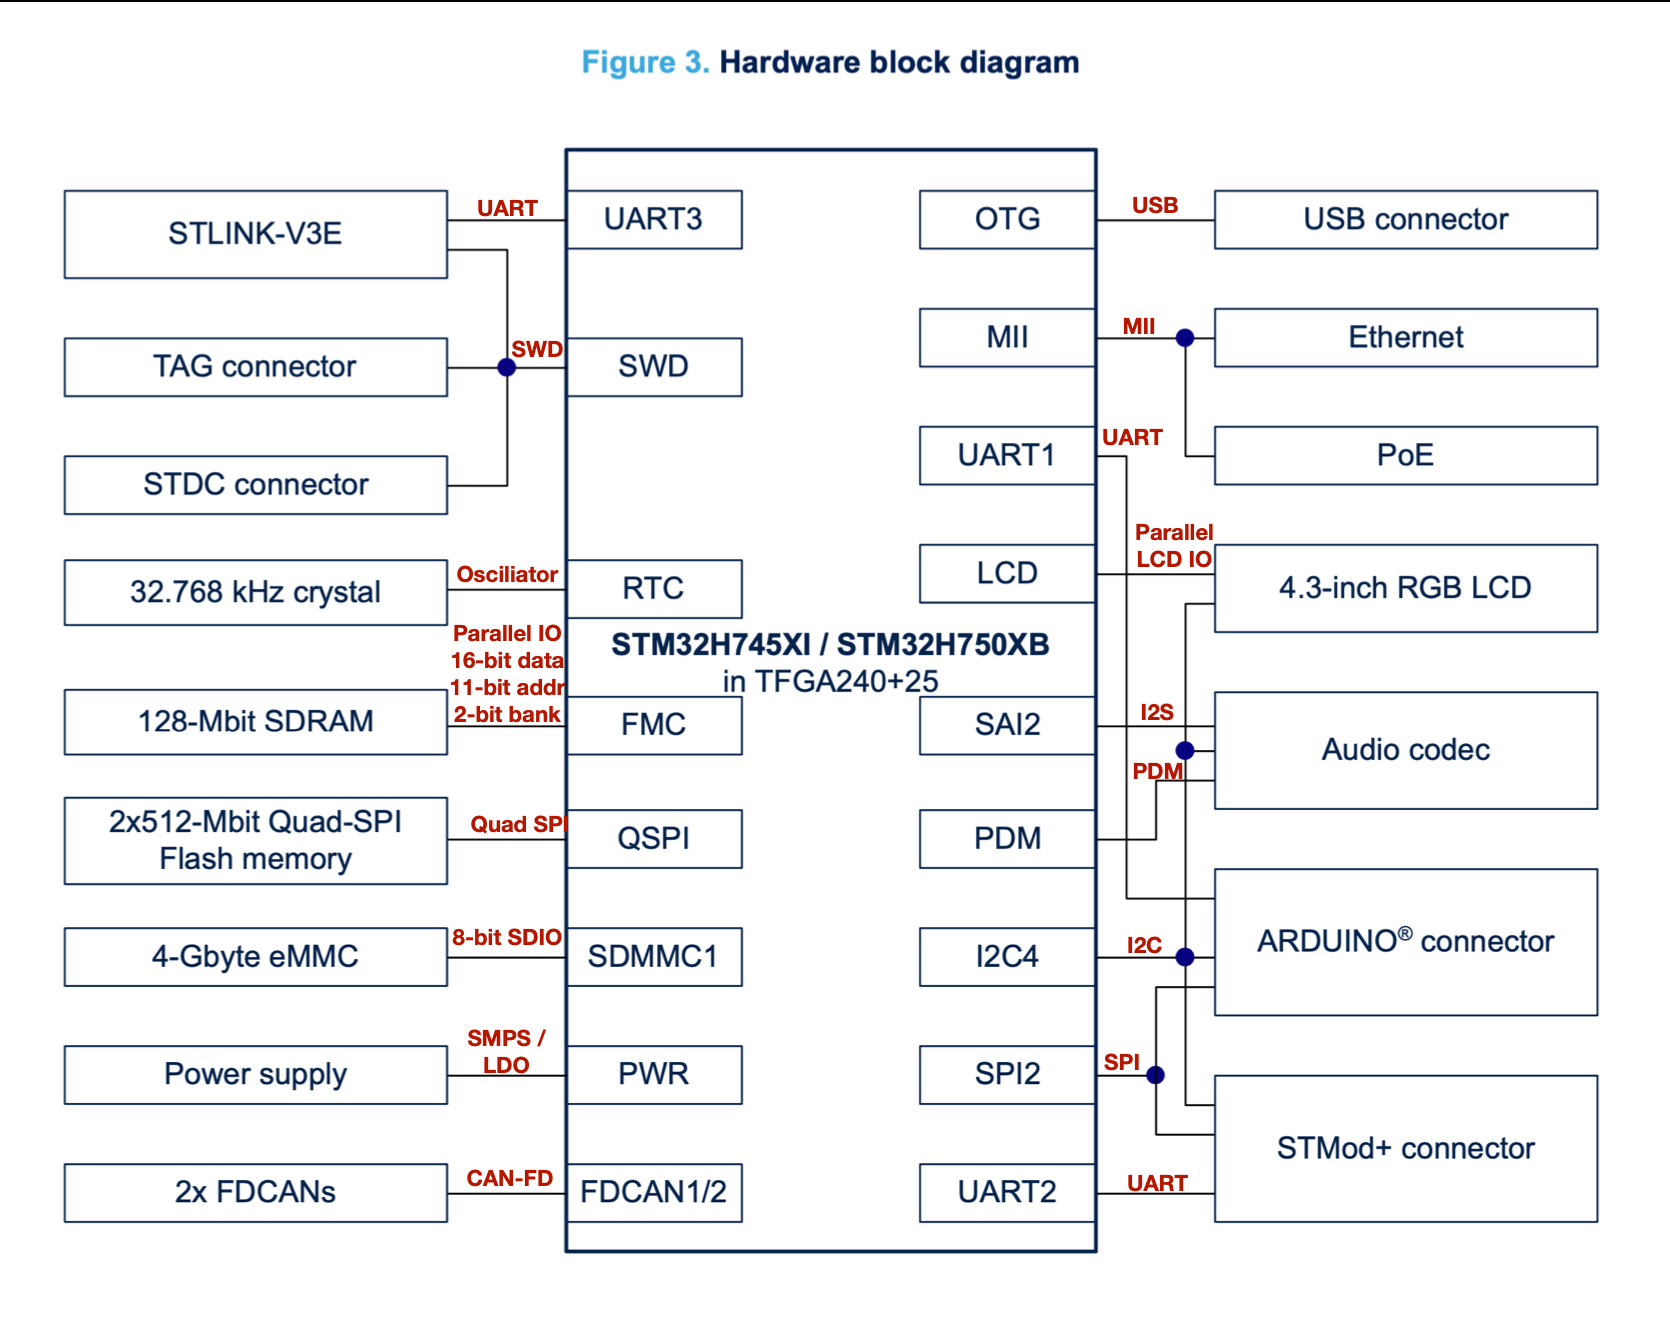 Figure 3. Hardware block diagram
STLINK-V3E
UART
UART3
OTG
USB
USB connector
TAG connector
SWD
SWD
MII
MII
Ethernet
STDC connector
UART1
UART
PoE
32.768 kHz crystal
Osciliator
RTC
LCD
Parallel
LCD IO
4.3-inch RGB LCD
STM32H745XI / STM32H750XB
in TFGA240+25
128-Mbit SDRAM
Parallel IO
16-bit data
11-bit addr
2-bit bank
FMC
SAI2
I2S
PDM
Audio codec
2x512-Mbit Quad-SPI
Flash memory
Quad SPI
QSPI
PDM
4-Gbyte eMMC
8-bit SDIO
SDMMC1
I2C4
I2C
ARDUINO® connector
Power supply
SMPS /
LDO
PWR
SPI2
SPI
STMod+ connector
2x FDCANs
CAN-FD
FDCAN1/2
UART2
UART